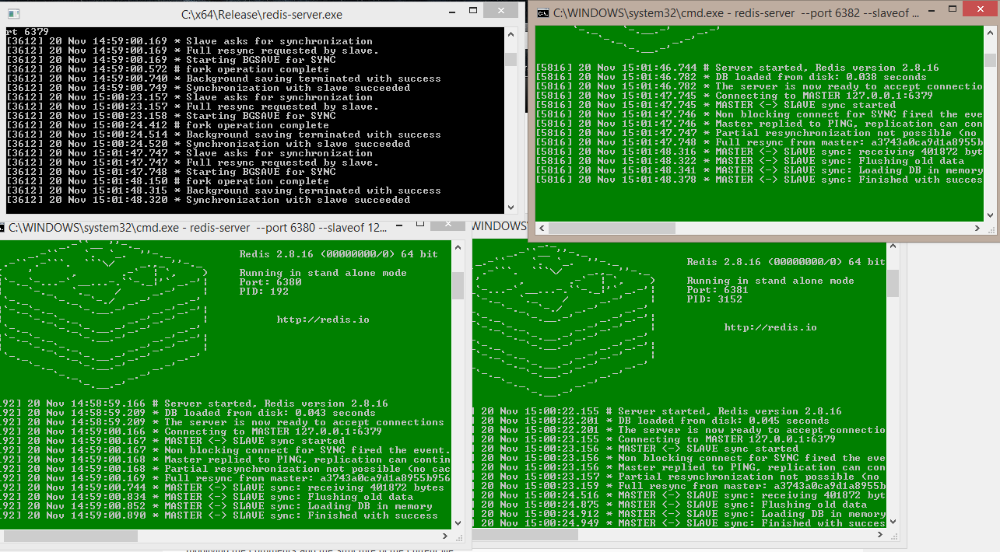 C:\x64\Release\redis-server.exe
rt 6379
[3612] 20 Nov 14:59:00.169 * Slave asks for synchronization
[3612] 20 Nov 14:59:00.169 * Full resync requested by slave.
[3612] 20 Nov 14:59:00.169 * Starting BGSAVE for SYNC
[3612] 20 Nov 14:59:00.572 # fork operation complete
[3612] 20 Nov 14:59:00.740 * Background saving terminated with success
[3612] 20 Nov 14:59:00.749 * Synchronization with slave succeeded
[3612] 20 Nov 15:00:23.157 * Slave asks for synchronization
[3612] 20 Nov 15:00:23.157 * Full resync requested by slave.
[3612] 20 Nov 15:00:23.158 * Starting BGSAVE for SYNC
[3612] 20 Nov 15:00:24.412 # fork operation complete
[3612] 20 Nov 15:00:24.514 * Background saving terminated with success
[3612] 20 Nov 15:00:24.520 * Synchronization with slave succeeded
[3612] 20 Nov 15:01:47.747 * Slave asks for synchronization
[3612] 20 Nov 15:01:47.747 * Full resync requested by slave.
[3612] 20 Nov 15:01:47.748 * Starting BGSAVE for SYNC
[3612] 20 Nov 15:01:48.150 # fork operation complete
[3612] 20 Nov 15:01:48.315 * Background saving terminated with success
[3612] 20 Nov 15:01:48.320 * Synchronization with slave succeeded
C:\WINDOWS\system32\cmd.exe - redis-server --port 6382 --slaveof ...
[5816] 20 Nov 15:01:46.744 # Server started, Redis version 2.8.16
[5816] 20 Nov 15:01:46.782 * DB loaded from disk: 0.038 seconds
[5816] 20 Nov 15:01:46.782 * The server is now ready to accept connectio
[5816] 20 Nov 15:01:47.745 * Connecting to MASTER 127.0.0.1:6379
[5816] 20 Nov 15:01:47.745 * MASTER <-> SLAVE sync started
[5816] 20 Nov 15:01:47.746 * Non blocking connect for SYNC fired the eve
[5816] 20 Nov 15:01:47.746 * Master replied to PING, replication can con
[5816] 20 Nov 15:01:47.747 * Partial resynchronization not possible (no
[5816] 20 Nov 15:01:47.748 * Full resync from master: a3743a0ca9d1a8955b
[5816] 20 Nov 15:01:48.316 * MASTER <-> SLAVE sync: receiving 401872 byt
[5816] 20 Nov 15:01:48.322 * MASTER <-> SLAVE sync: Flushing old data
[5816] 20 Nov 15:01:48.341 * MASTER <-> SLAVE sync: Loading DB in memory
[5816] 20 Nov 15:01:48.378 * MASTER <-> SLAVE sync: Finished with succes
C:\WINDOWS\system32\cmd.exe - redis-server --port 6380 --slaveof 12...
Redis 2.8.16 (00000000/0) 64 bit
Running in stand alone mode
Port: 6380
PID: 192
http://redis.io
192] 20 Nov 14:58:59.166 # Server started, Redis version 2.8.16
192] 20 Nov 14:58:59.209 * DB loaded from disk: 0.043 seconds
192] 20 Nov 14:58:59.209 * The server is now ready to accept connections
192] 20 Nov 14:59:00.166 * Connecting to MASTER 127.0.0.1:6379
192] 20 Nov 14:59:00.167 * MASTER <-> SLAVE sync started
192] 20 Nov 14:59:00.167 * Non blocking connect for SYNC fired the event.
192] 20 Nov 14:59:00.168 * Master replied to PING, replication can contin
192] 20 Nov 14:59:00.168 * Partial resynchronization not possible (no cac
192] 20 Nov 14:59:00.169 * Full resync from master: a3743a0ca9d1a8955b956
192] 20 Nov 14:59:00.744 * MASTER <-> SLAVE sync: receiving 401872 bytes
192] 20 Nov 14:59:00.834 * MASTER <-> SLAVE sync: Flushing old data
192] 20 Nov 14:59:00.852 * MASTER <-> SLAVE sync: Loading DB in memory
192] 20 Nov 14:59:00.890 * MASTER <-> SLAVE sync: Finished with success
WINDOWS
Redis 2.8.16 (00000000/0) 64 bit
Running in stand alone mode
Port: 6381
PID: 3152
http://redis.io
] 20 Nov 15:00:22.155 # Server started, Redis version 2.8.16
] 20 Nov 15:00:22.201 * DB loaded from disk: 0.045 seconds
] 20 Nov 15:00:22.201 * The server is now ready to accept connectio
] 20 Nov 15:00:23.155 * Connecting to MASTER 127.0.0.1:6379
] 20 Nov 15:00:23.156 * MASTER <-> SLAVE sync started
] 20 Nov 15:00:23.156 * Non blocking connect for SYNC fired the eve
] 20 Nov 15:00:23.156 * Master replied to PING, replication can con
] 20 Nov 15:00:23.157 * Partial resynchronization not possible (no
] 20 Nov 15:00:23.159 * Full resync from master: a3743a0ca9d1a8955b
] 20 Nov 15:00:24.516 * MASTER <-> SLAVE sync: receiving 401872 byt
] 20 Nov 15:00:24.875 * MASTER <-> SLAVE sync: Flushing old data
] 20 Nov 15:00:24.912 * MASTER <-> SLAVE sync: Loading DB in memory
] 20 Nov 15:00:24.949 * MASTER <-> SLAVE sync: Finished with succes